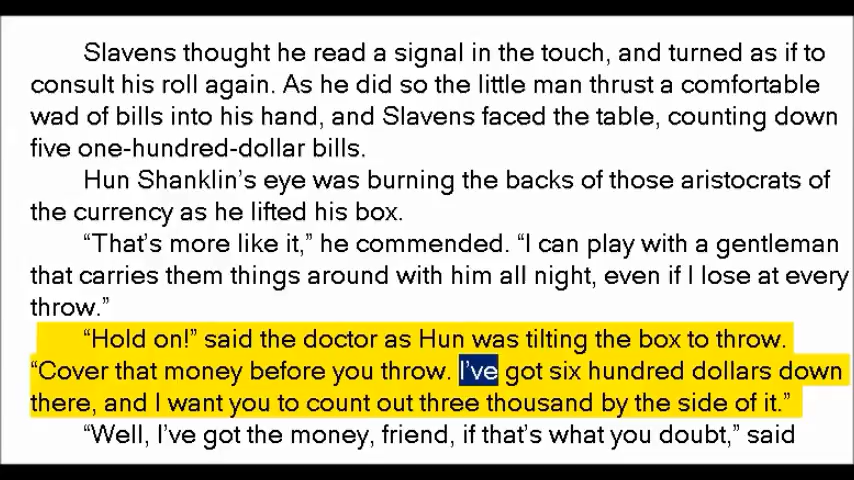 Slavens thought he read a signal in the touch, and turned as if to
consult his roll again. As he did so the little man thrust a comfortable
wad of bills into his hand, and Slavens faced the table, counting down
five one-hundred-dollar bills.
Hun Shanklin’s eye was burning the backs of those aristocrats of
the currency as he lifted his box.
“That’s more like it,” he commended. “I can play with a gentleman
that carries them things around with him all night, even if I lose at every
throw.”
“Hold on!” said the doctor as Hun was tilting the box to throw.
“Cover that money before you throw. I’ve got six hundred dollars down
there, and I want you to count out three thousand by the side of it.”
“Well, I’ve got the money, friend, if that’s what you doubt,” said